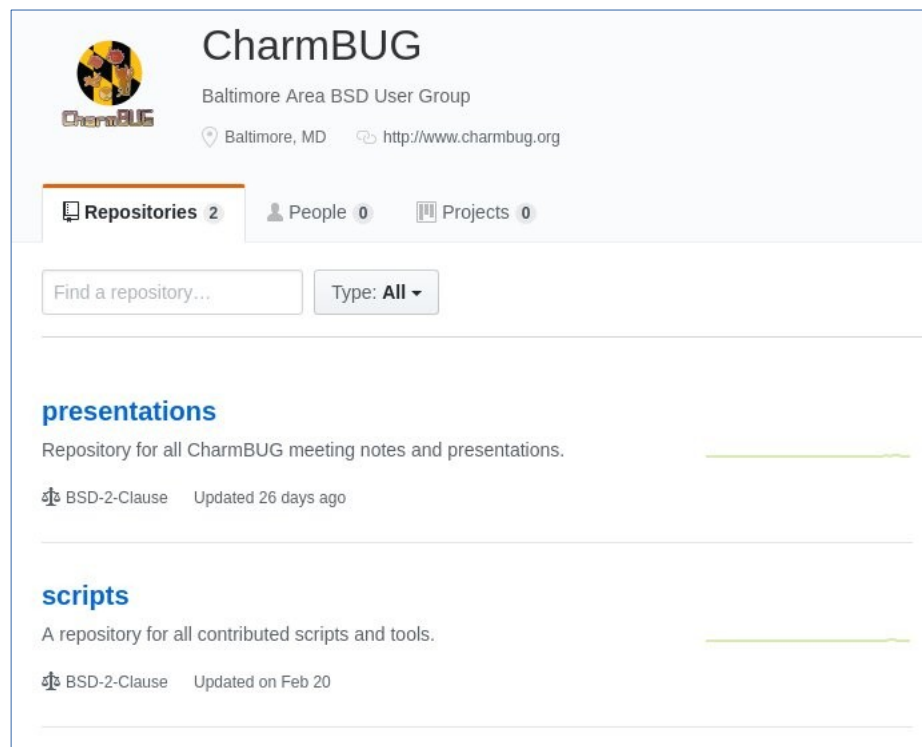 CharmBUG
CharmBUG
Baltimore Area BSD User Group
Baltimore, MD http://www.charmbug.org
Repositories 2 People 0 Projects 0
Find a repository… Type: All
presentations
Repository for all CharmBUG meeting notes and presentations.
BSD-2-Clause Updated 26 days ago
scripts
A repository for all contributed scripts and tools.
BSD-2-Clause Updated on Feb 20